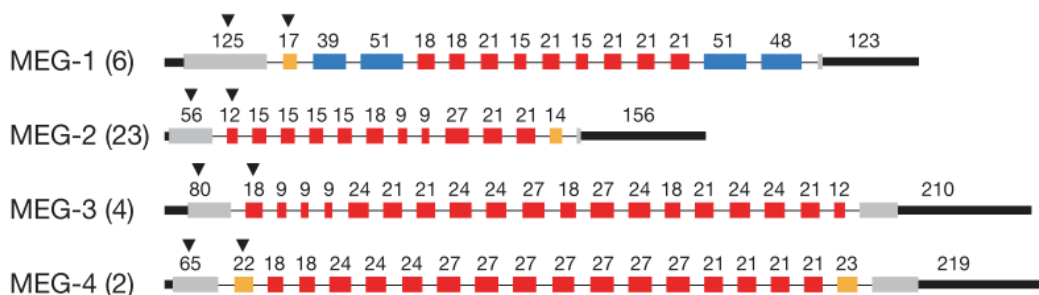 125 17 39 51 18 18 21 15 21 15 21 21 21 51 48 123
MEG-1 (6)
56 12 15 15 15 15 18 9 9 27 21 21 14 156
MEG-2 (23)
80 18 9 9 9 24 21 21 24 24 27 18 27 24 18 21 24 24 21 12 210
MEG-3 (4)
65 22 18 18 24 24 24 27 27 27 27 27 27 27 21 21 21 21 23 219
MEG-4 (2)